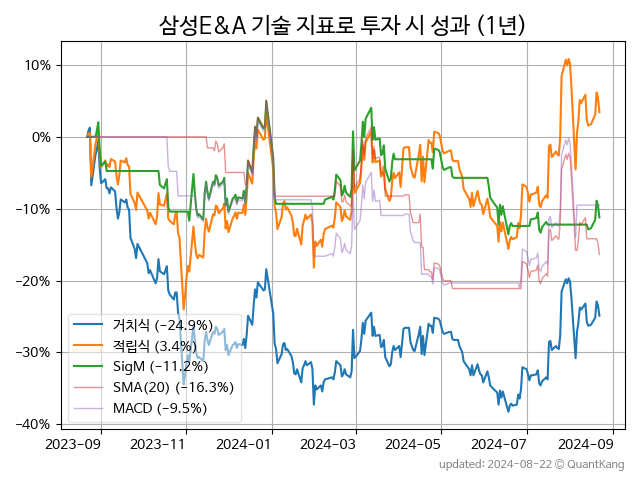 삼성E&A 기술 지표로 투자 시 성과 (1년)
10%
0%
−10%
−20%
−30%
−40%
거치식 (−24.9%)
적립식 (3.4%)
SigM (−11.2%)
SMA(20) (−16.3%)
MACD (−9.5%)
2023-09 2023-11 2024-01 2024-03 2024-05 2024-07 2024-09
updated: 2024-08-22 ⓒ QuantKang